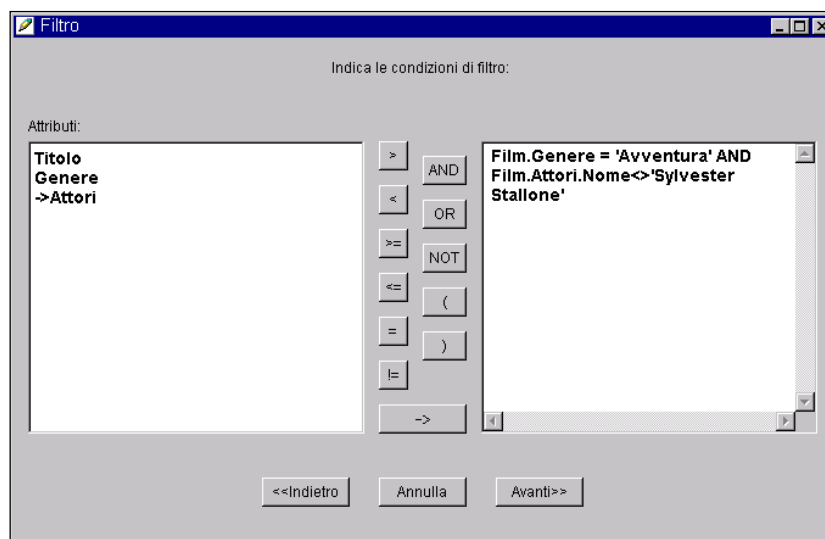 Filtro
Indica le condizioni di filtro:
Attributi:
Titolo
Genere
->Attori
>
<
>=
<=
=
!=
->
AND
OR
NOT
(
)
Film.Genere = 'Avventura' AND
Film.Attori.Nome<>'Sylvester
Stallone'
<<Indietro
Annulla
Avanti>>